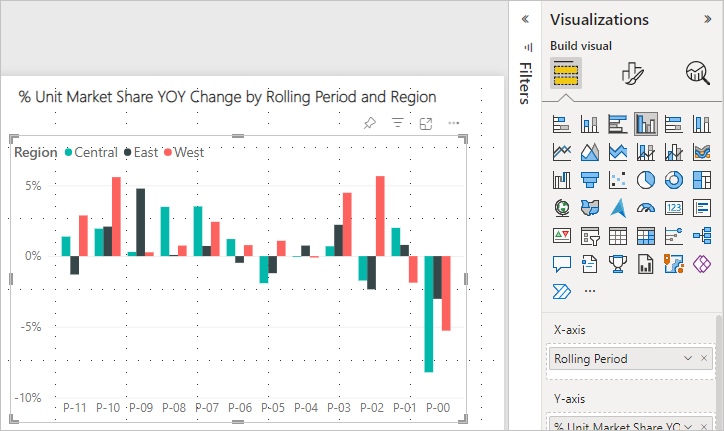 % Unit Market Share YOY Change by Rolling Period and Region
Region Central East West
5%
0%
-5%
-10%
P-11 P-10 P-09 P-08 P-07 P-06 P-05 P-04 P-03 P-02 P-01 P-00
Filters
Visualizations
Build visual
123
X-axis
Rolling Period
Y-axis
% Unit Market Share YO